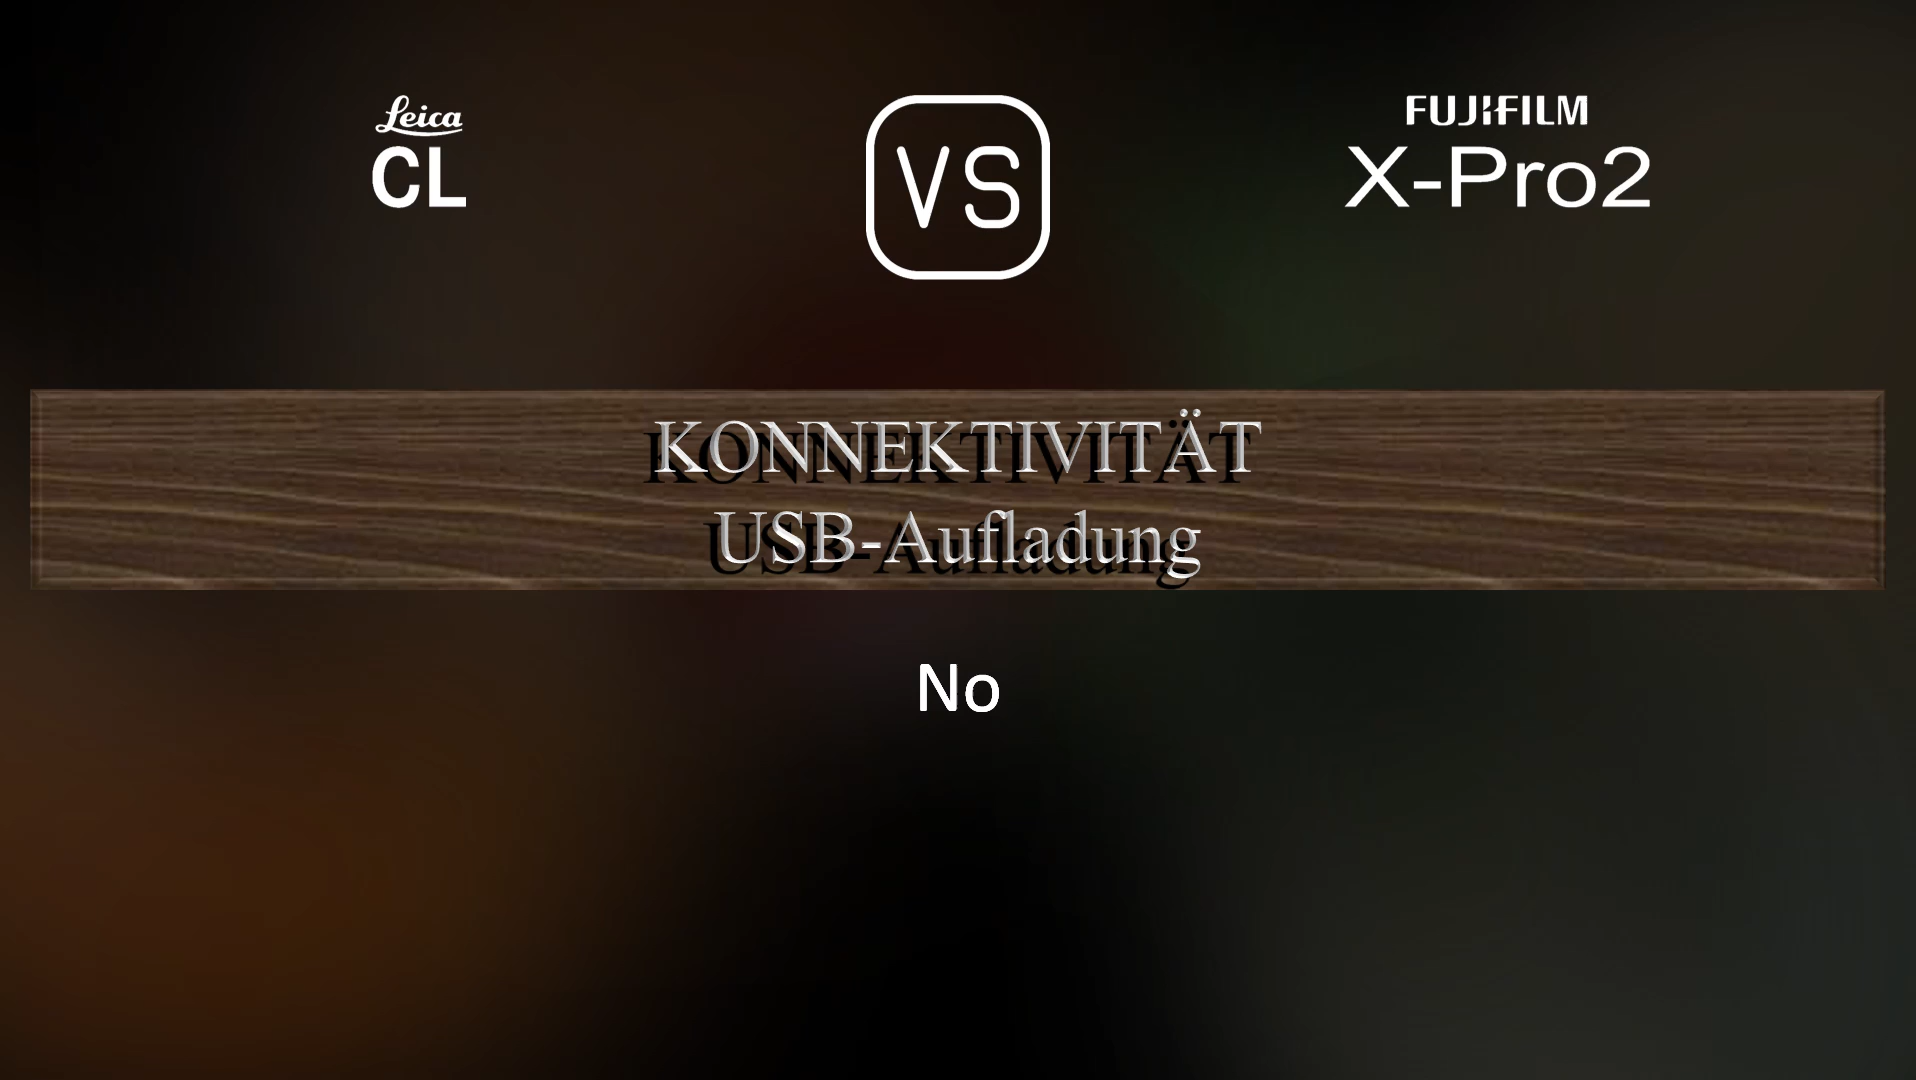 Leica
CL
VS
FUJIFILM
X-Pro2
KONNEKTIVITÄT
USB-Aufladung
No